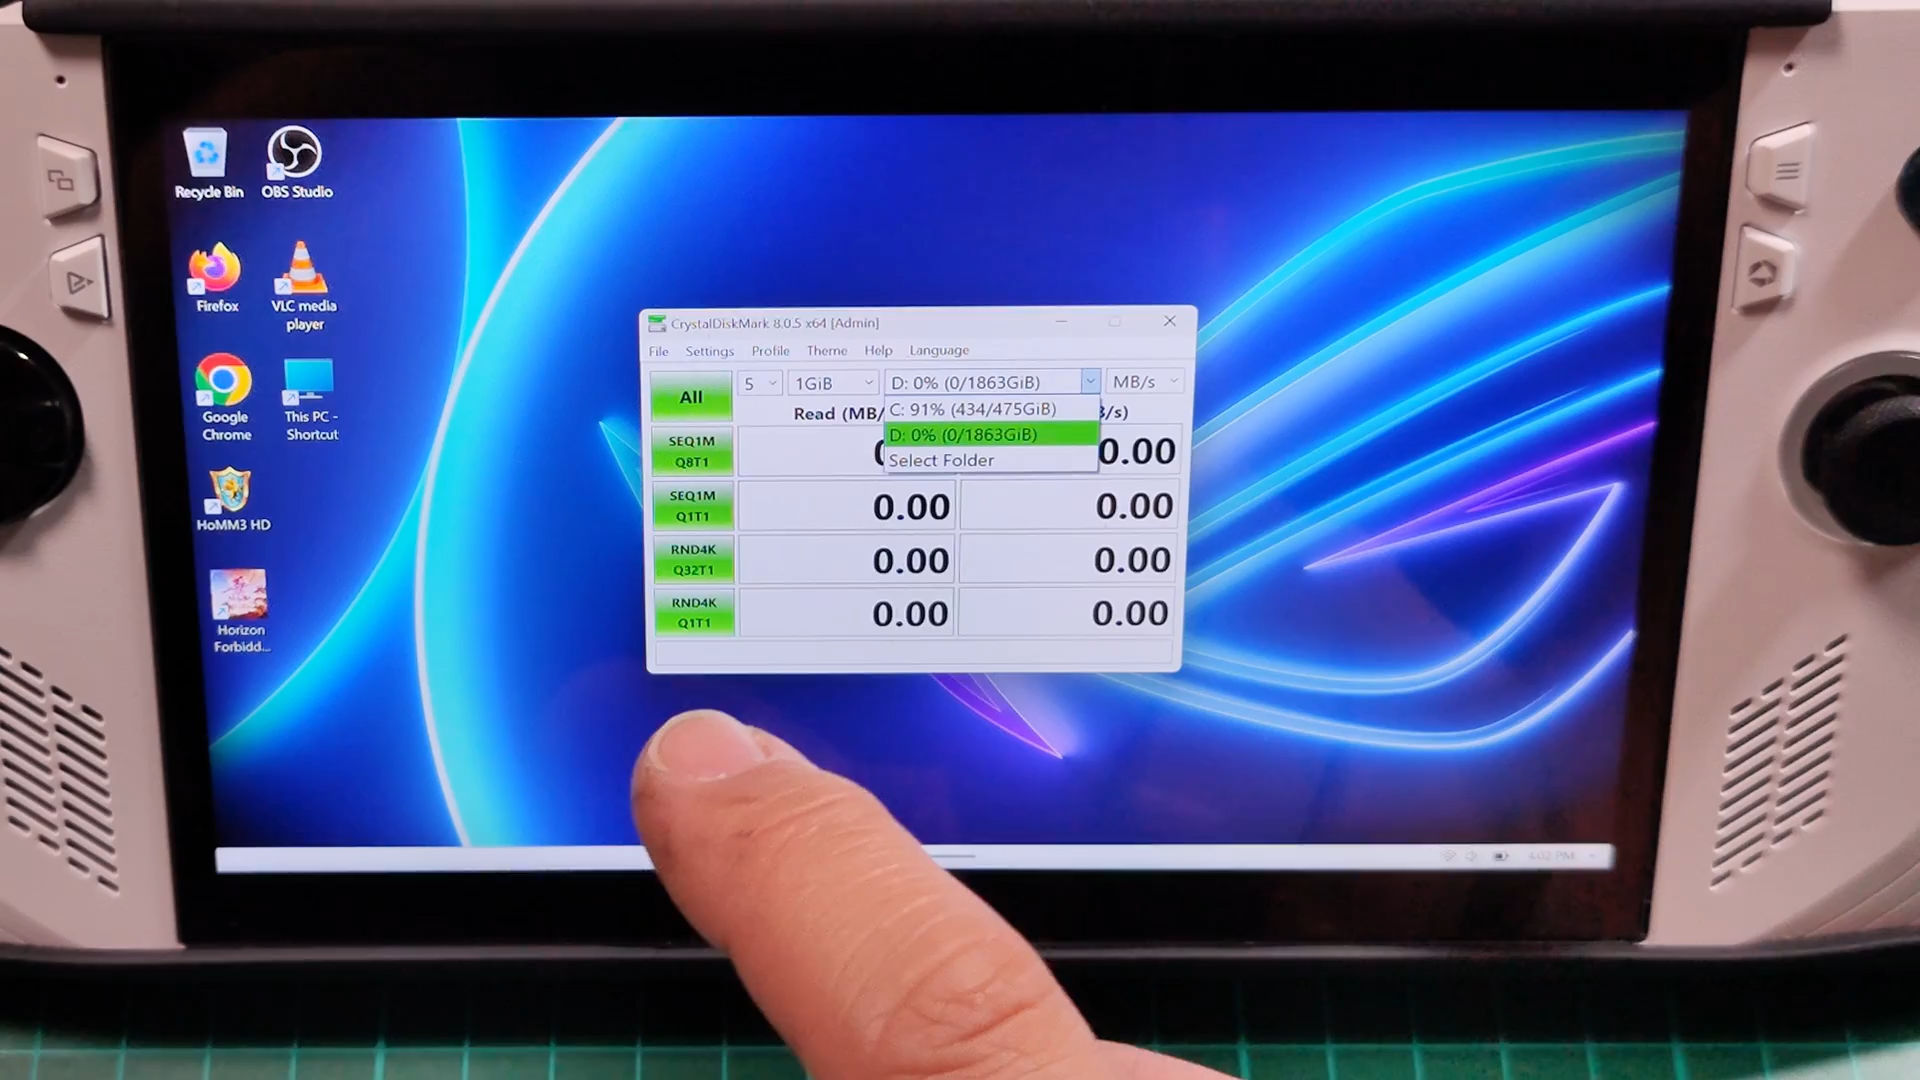 Recycle Bin
OBS Studio
Firefox
VLC media
player
Google
Chrome
This PC -
Shortcut
HoMM3 HD
Horizon
Forbidd...
CrystalDiskMark 8.0.5 x64 [Admin]
File Settings Profile Theme Help Language
All 5 1GiB D: 0% (0/1863GiB) MB/s
Read (MB/ /s)
C: 91% (434/475GiB)
D: 0% (0/1863GiB)
Select Folder
SEQ1M
Q8T1
0.00
SEQ1M
Q1T1
0.00 0.00
RND4K
Q32T1
0.00 0.00
RND4K
Q1T1
0.00 0.00
4:02 PM